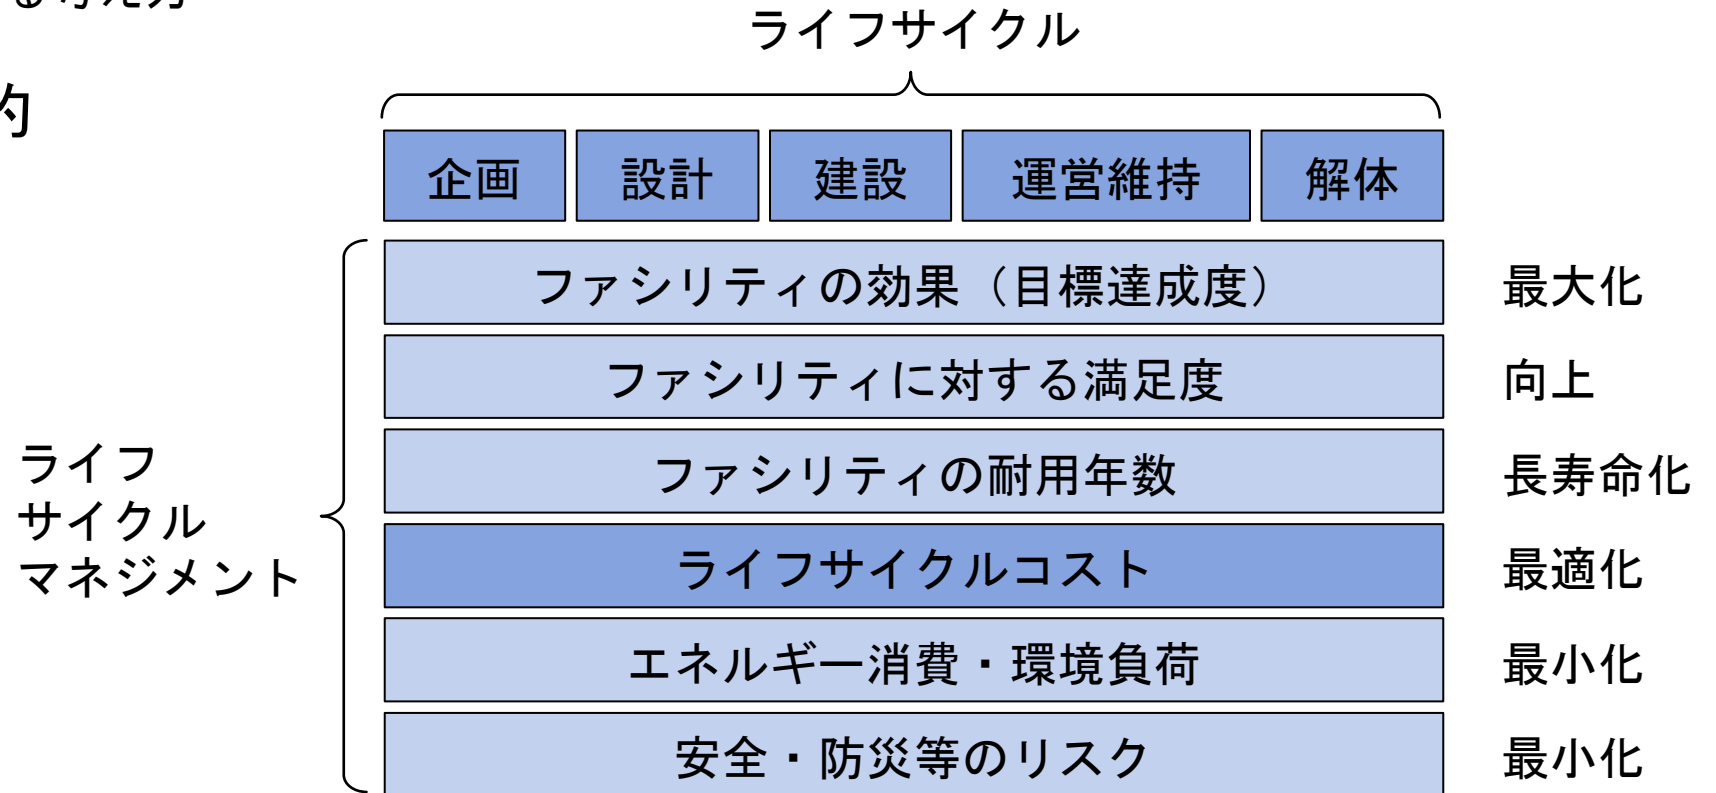 る考え方
ライフサイクル
的
企画 設計 建設 運営維持 解体
ファシリティの効果（目標達成度） 最大化
ファシリティに対する満足度 向上
ファシリティの耐用年数 長寿命化
ライフ
サイクル
マネジメント
ライフサイクルコスト 最適化
エネルギー消費・環境負荷 最小化
安全・防災等のリスク 最小化